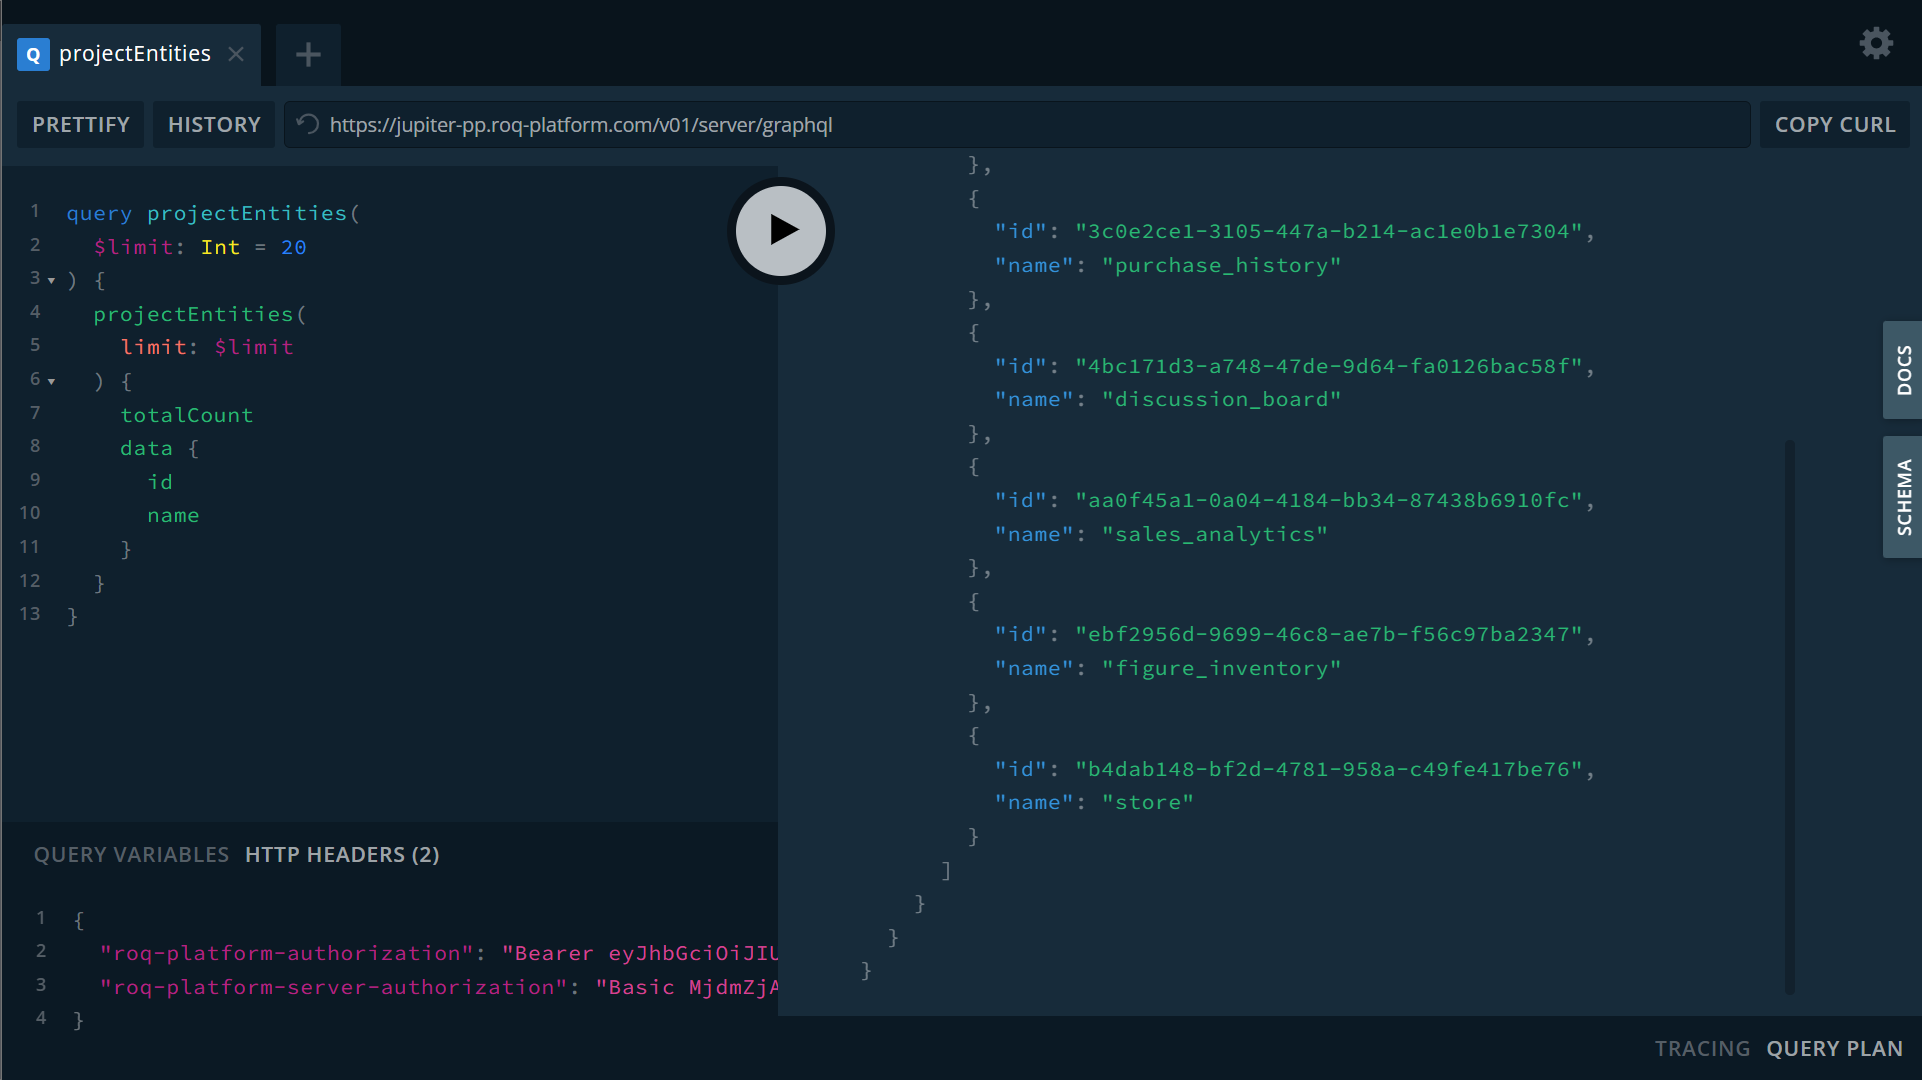 Q projectEntities
PRETTIFY HISTORY https://jupiter-pp.roq-platform.com/v01/server/graphql COPY CURL
1 query projectEntities(
2 $limit: Int = 20
3 ) {
4 projectEntities(
5 limit: $limit
6 ) {
7 totalCount
8 data {
9 id
10 name
11 }
12 }
13 }
QUERY VARIABLES HTTP HEADERS (2)
1 {
2 "roq-platform-authorization": "Bearer eyJhbGciOiJIU
3 "roq-platform-server-authorization": "Basic MjdmZjA
4 }
},
{
"id": "3c0e2ce1-3105-447a-b214-ac1e0b1e7304",
"name": "purchase_history"
},
{
"id": "4bc171d3-a748-47de-9d64-fa0126bac58f",
"name": "discussion_board"
},
{
"id": "aa0f45a1-0a04-4184-bb34-87438b6910fc",
"name": "sales_analytics"
},
{
"id": "ebf2956d-9699-46c8-ae7b-f56c97ba2347",
"name": "figure_inventory"
},
{
"id": "b4dab148-bf2d-4781-958a-c49fe417be76",
"name": "store"
}
]
}
}
}
DOCS
SCHEMA
TRACING QUERY PLAN